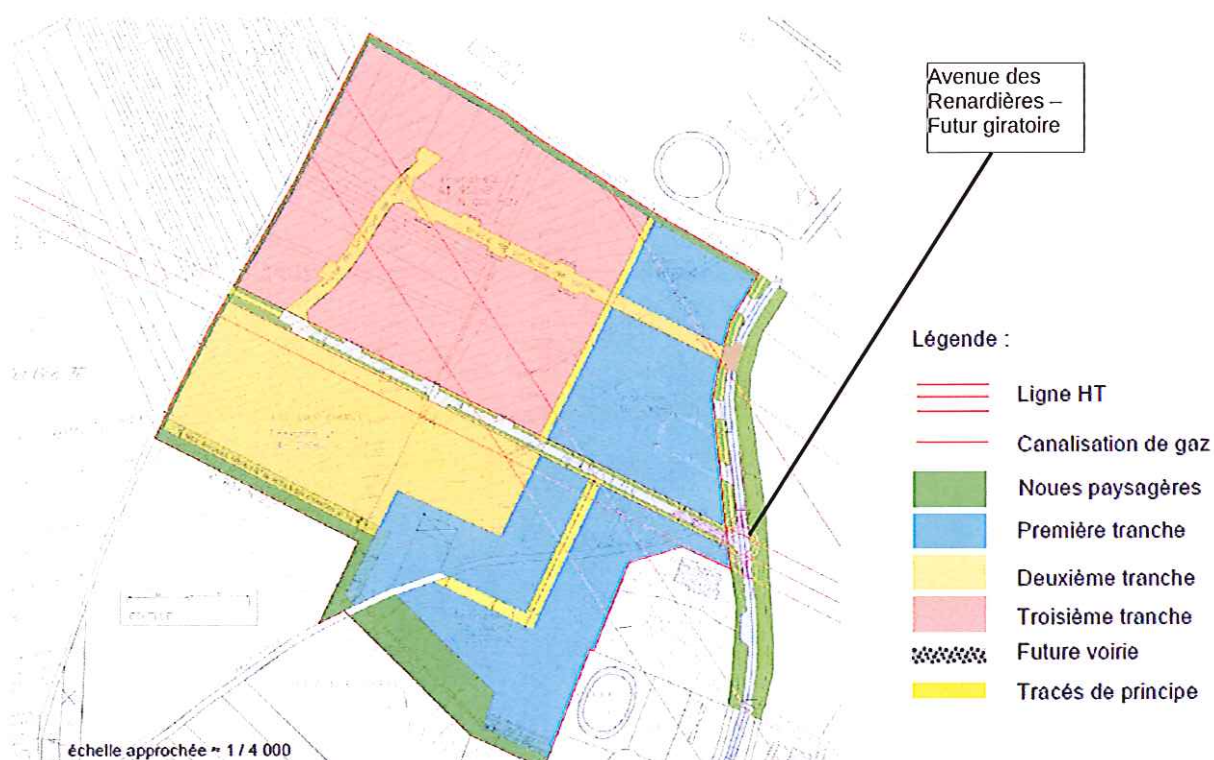 Avenue des
Renardières –
Futur giratoire
Légende :
Ligne HT
Canalisation de gaz
Noues paysagères
Première tranche
Deuxième tranche
Troisième tranche
Future voirie
Tracés de principe
échelle approchée ≈ 1 / 4 000